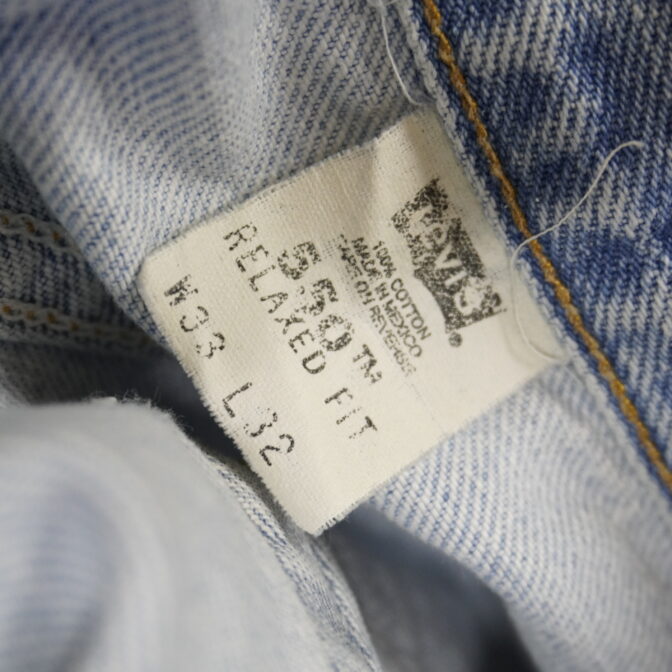 Levi's
100% COTTON
MADE IN MEXICO
CARE ON REVERSE
550™
RELAXED FIT
W33 L32